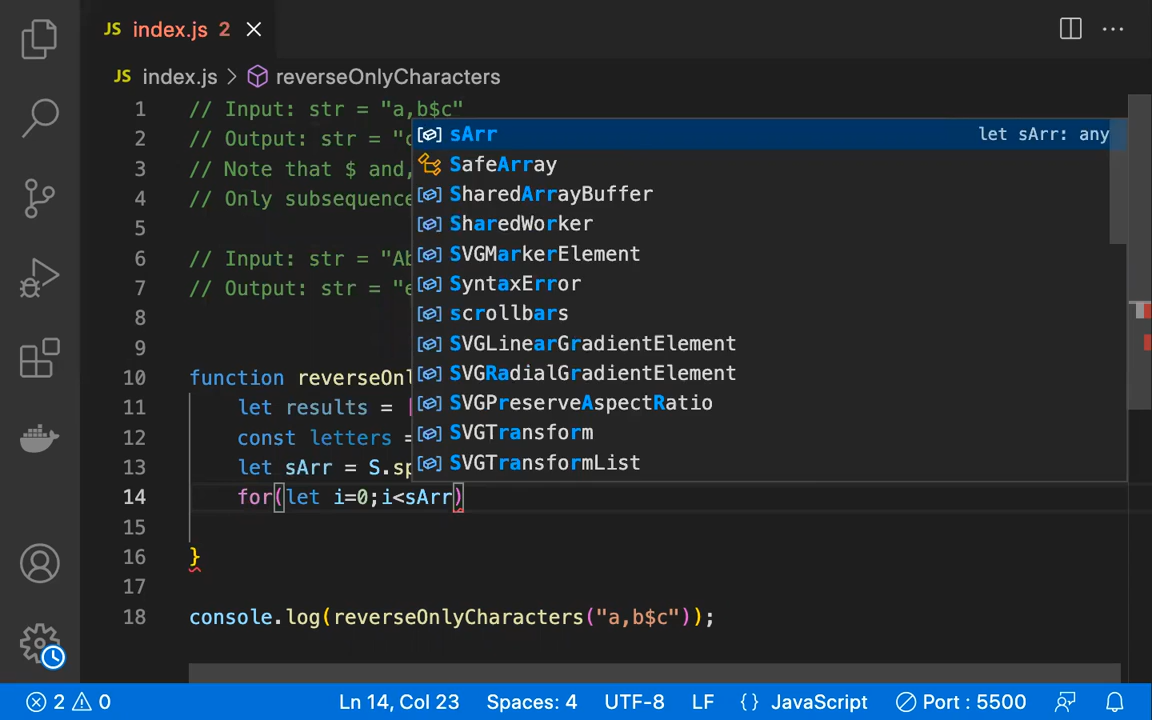 JS index.js 2
JS index.js > reverseOnlyCharacters
1 // Input: str = "a,b$c"
2 // Output: str = "
3 // Note that $ and,
4 // Only subsequence
5
6 // Input: str = "Ab
7 // Output: str = "e
8
9
10 function reverseOnl
11 let results = [
12 const letters =
13 let sArr = S.sp
14 for(let i=0;i<sArr)
15
16 }
17
18 console.log(reverseOnlyCharacters("a,b$c"));
sArr let sArr: any
SafeArray
SharedArrayBuffer
SharedWorker
SVGMarkerElement
SyntaxError
scrollbars
SVGLinearGradientElement
SVGRadialGradientElement
SVGPreserveAspectRatio
SVGTransform
SVGTransformList
2 0 Ln 14, Col 23 Spaces: 4 UTF-8 LF {} JavaScript Port : 5500